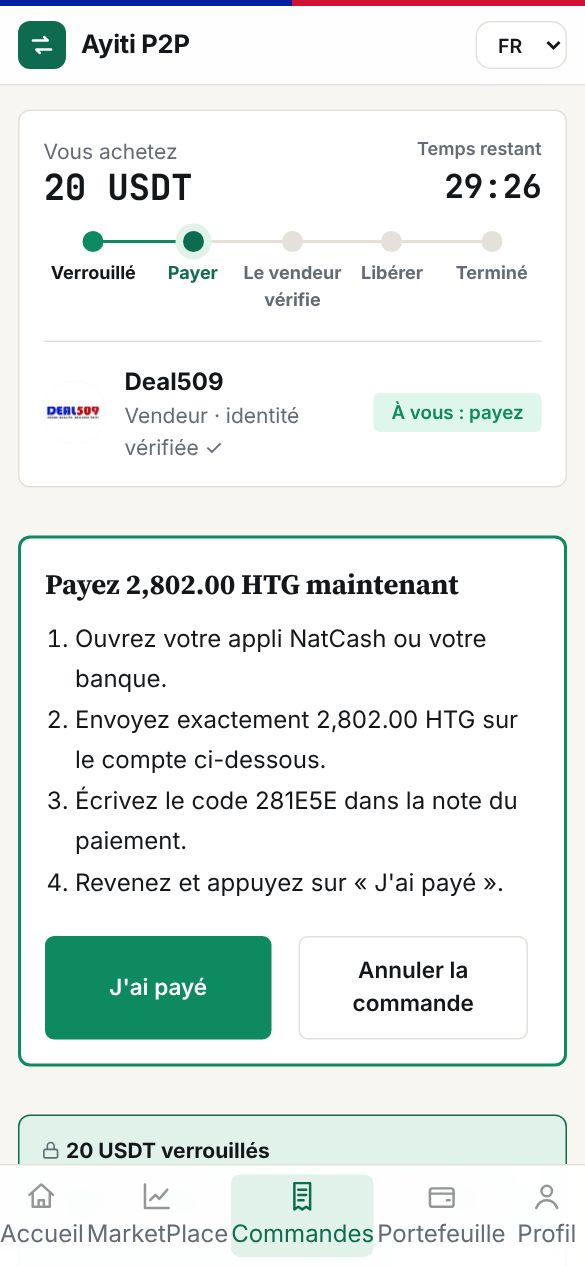 Ayiti P2P
FR
Vous achetez
Temps restant
20 USDT
29:26
Verrouillé
Payer
Le vendeur
vérifie
Libérer
Terminé
DEAL509
Deal509
Vendeur · identité
vérifiée ✓
À vous : payez
Payez 2,802.00 HTG maintenant
1. Ouvrez votre appli NatCash ou votre
banque.
2. Envoyez exactement 2,802.00 HTG sur
le compte ci-dessous.
3. Écrivez le code 281E5E dans la note du
paiement.
4. Revenez et appuyez sur « J'ai payé ».
J'ai payé
Annuler la
commande
20 USDT verrouillés
Accueil
MarketPlace
Commandes
Portefeuille
Profil